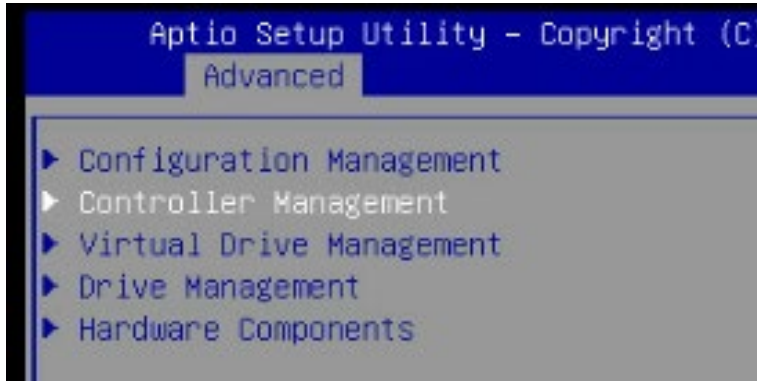 Aptio Setup Utility – Copyright (C)
Advanced
Configuration Management
Controller Management
Virtual Drive Management
Drive Management
Hardware Components